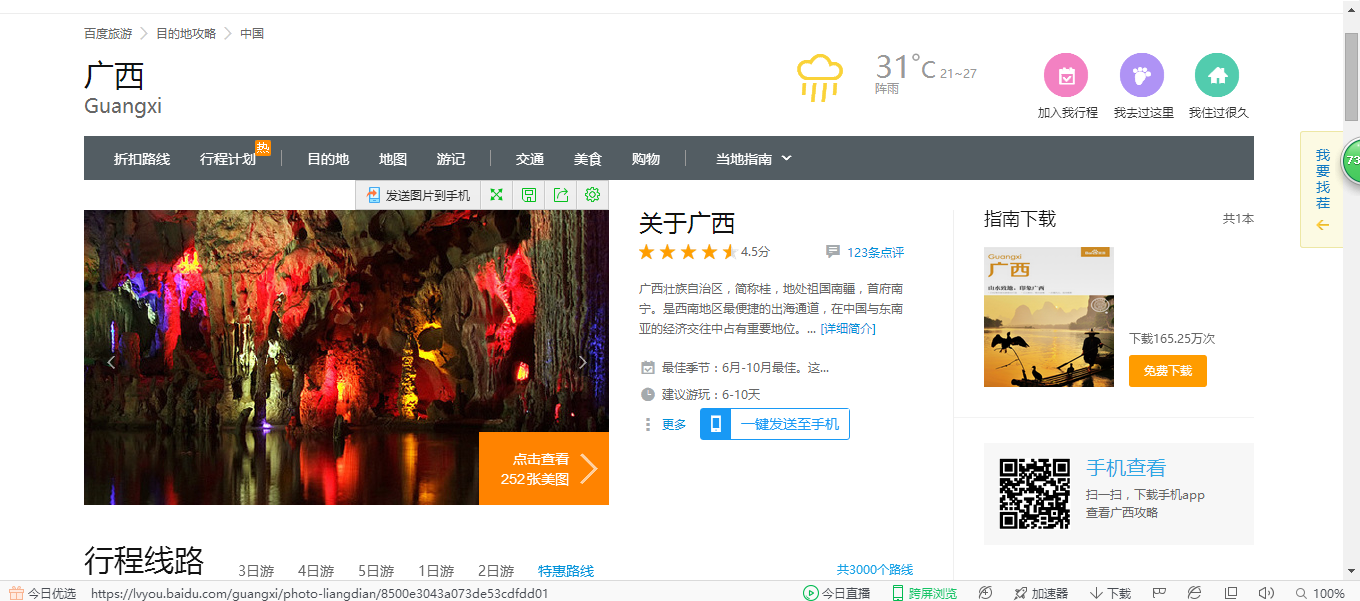 百度旅游 > 目的地攻略 > 中国
广西
Guangxi
31°C 21~27
阵雨
加入我行程 我去过这里 我住过很久
折扣路线 行程计划 热 目的地 地图 游记 交通 美食 购物 当地指南
我要找茬
73
发送图片到手机
点击查看
252张美图
关于广西
4.5分 123条点评
广西壮族自治区，简称桂，地处祖国南疆，首府南
宁。是西南地区最便捷的出海通道，在中国与东南
亚的经济交往中占有重要地位。... [详细简介]
最佳季节：6月-10月最佳。这...
建议游玩：6-10天
更多 一键发送至手机
指南下载 共1本
Guangxi
广西
下载165.25万次
免费下载
手机查看
扫一扫，下载手机app
查看广西攻略
行程线路 3日游 4日游 5日游 1日游 2日游 特惠路线 共3000个路线
今日优选 https://lvyou.baidu.com/guangxi/photo-liangdian/8500e3043a073de53cdfdd01 今日直播 跨屏浏览 加速器 下载 100%